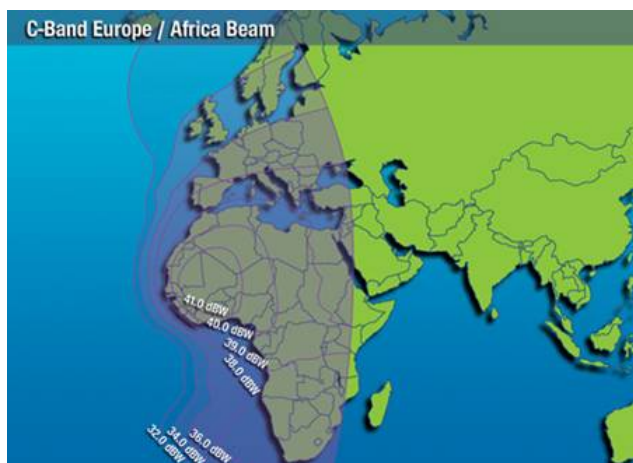 C-Band Europe / Africa Beam
41.0 dBW
40.0 dBW
39.0 dBW
38.0 dBW
36.0 dBW
34.0 dBW
32.0 dBW